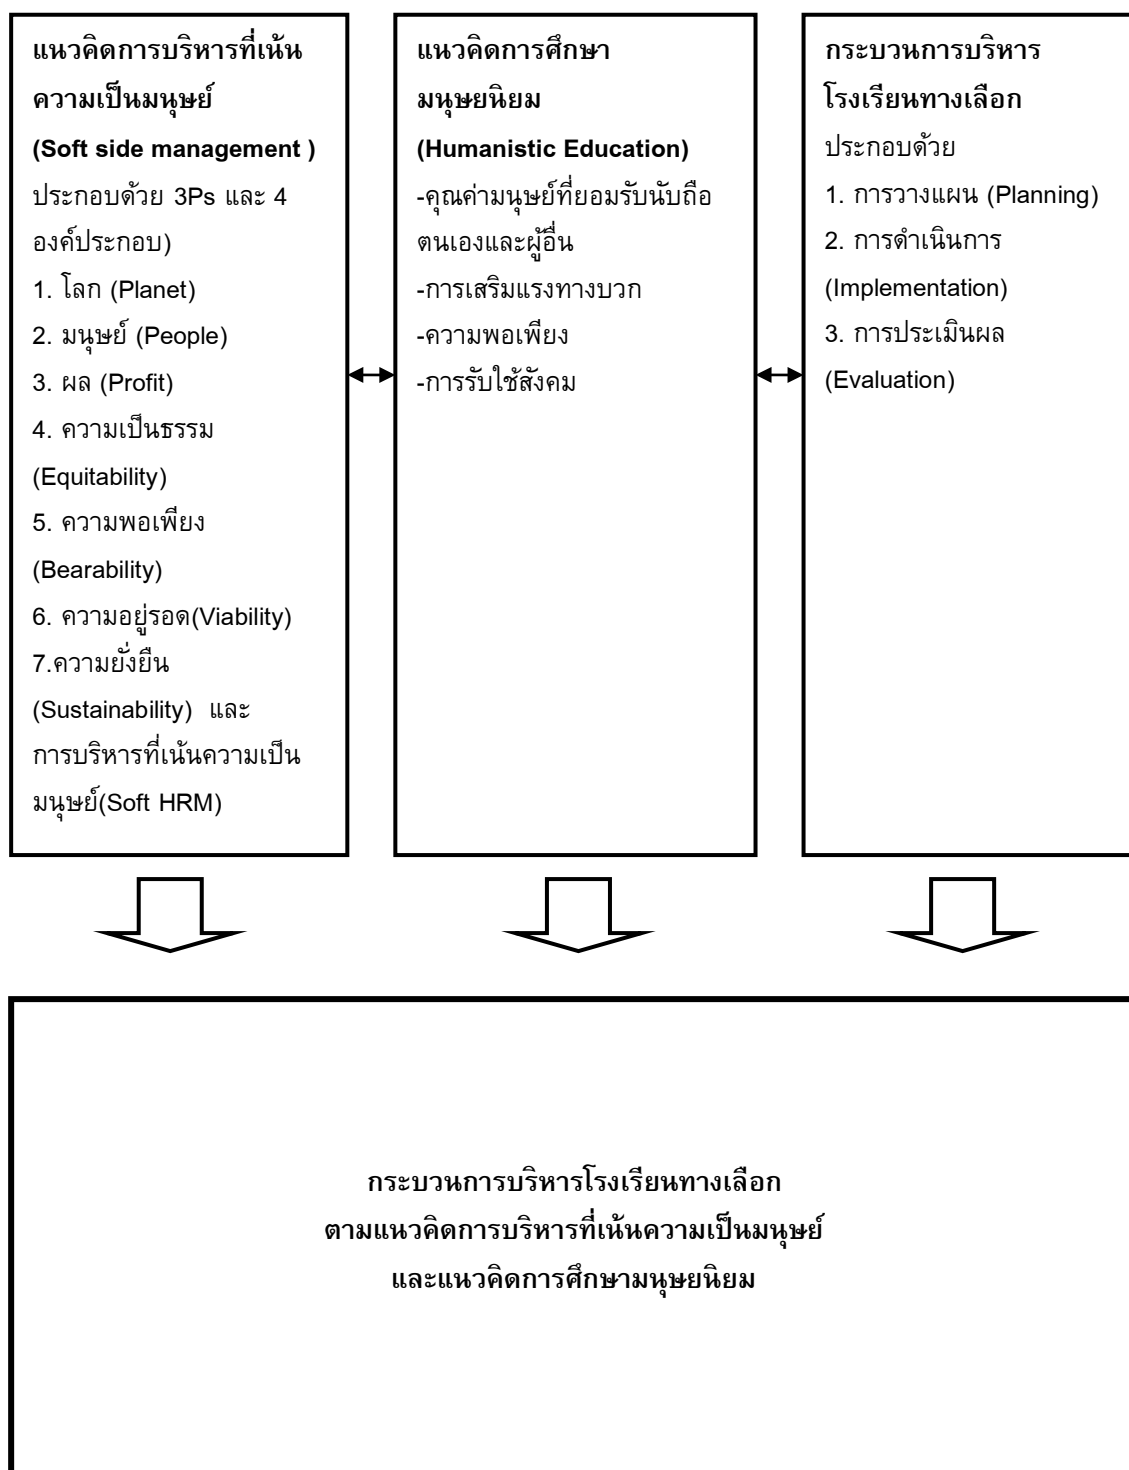 แนวคิดการบริหารที่เน้น
ความเป็นมนุษย์
(Soft side management )
ประกอบด้วย 3Ps และ 4
องค์ประกอบ)
1. โลก (Planet)
2. มนุษย์ (People)
3. ผล (Profit)
4. ความเป็นธรรม
(Equitability)
5. ความพอเพียง
(Bearability)
6. ความอยู่รอด(Viability)
7.ความยั่งยืน
(Sustainability) และ
การบริหารที่เน้นความเป็น
มนุษย์(Soft HRM)
แนวคิดการศึกษา
มนุษยนิยม
(Humanistic Education)
-คุณค่ามนุษย์ที่ยอมรับนับถือ
ตนเองและผู้อื่น
-การเสริมแรงทางบวก
-ความพอเพียง
-การรับใช้สังคม
กระบวนการบริหาร
โรงเรียนทางเลือก
ประกอบด้วย
1. การวางแผน (Planning)
2. การดำเนินการ
(Implementation)
3. การประเมินผล
(Evaluation)
กระบวนการบริหารโรงเรียนทางเลือก
ตามแนวคิดการบริหารที่เน้นความเป็นมนุษย์
และแนวคิดการศึกษามนุษยนิยม